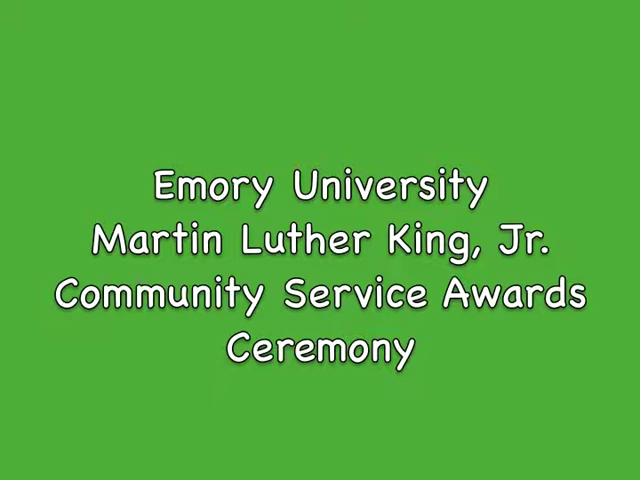 Emory University
Martin Luther King, Jr.
Community Service Awards
Ceremony